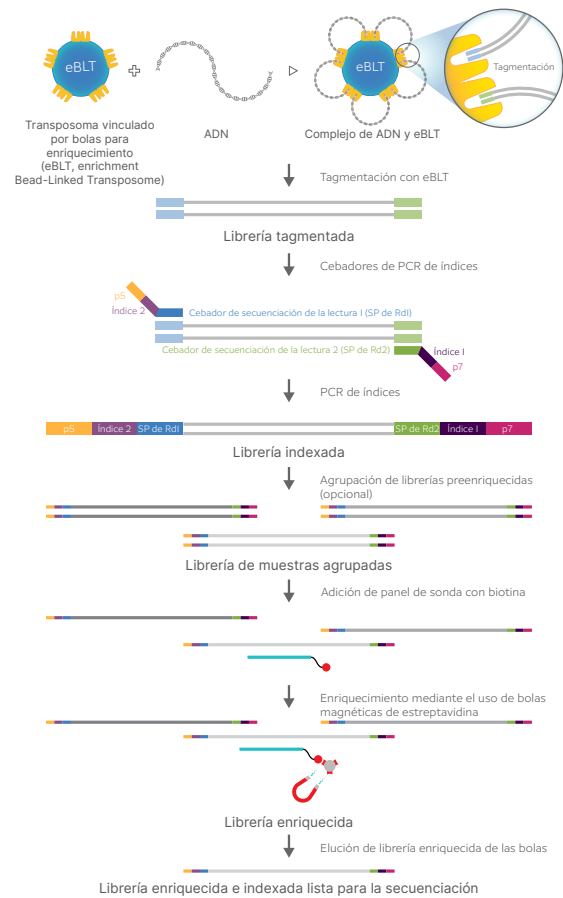 eBLT
eBLT
Tagmentación
Transposoma vinculado
por bolas para
enriquecimiento
(eBLT, enrichment
Bead-Linked Transposome)
ADN
Complejo de ADN y eBLT
Tagmentación con eBLT
Librería tagmentada
Cebadores de PCR de índices
p5
Índice 2
Cebador de secuenciación de la lectura 1 (SP de Rd1)
Cebador de secuenciación de la lectura 2 (SP de Rd2)
Índice 1
p7
PCR de índices
p5 Índice 2 SP de Rd1 SP de Rd2 Índice 1 p7
Librería indexada
Agrupación de librerías preenriquecidas
(opcional)
Librería de muestras agrupadas
Adición de panel de sonda con biotina
Enriquecimiento mediante el uso de bolas
magnéticas de estreptavidina
Librería enriquecida
Elución de librería enriquecida de las bolas
Librería enriquecida e indexada lista para la secuenciación